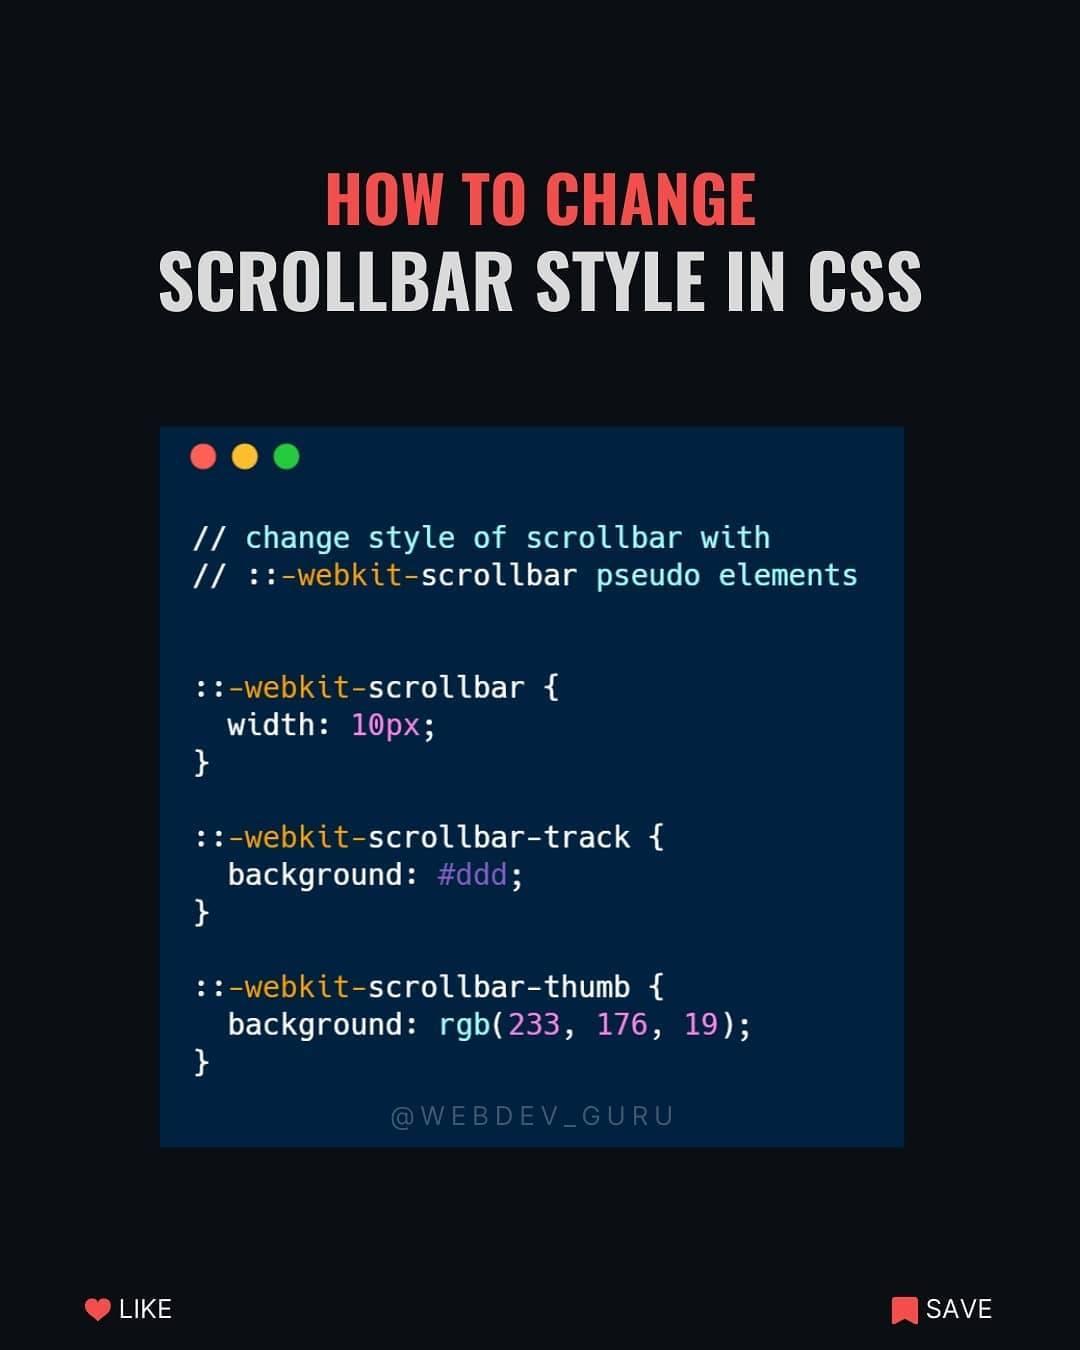 HOW TO CHANGE
SCROLLBAR STYLE IN CSS
// change style of scrollbar with
// ::-webkit-scrollbar pseudo elements
::-webkit-scrollbar {
  width: 10px;
}
::-webkit-scrollbar-track {
  background: #ddd;
}
::-webkit-scrollbar-thumb {
  background: rgb(233, 176, 19);
}
@WEBDEV_GURU
LIKE
SAVE